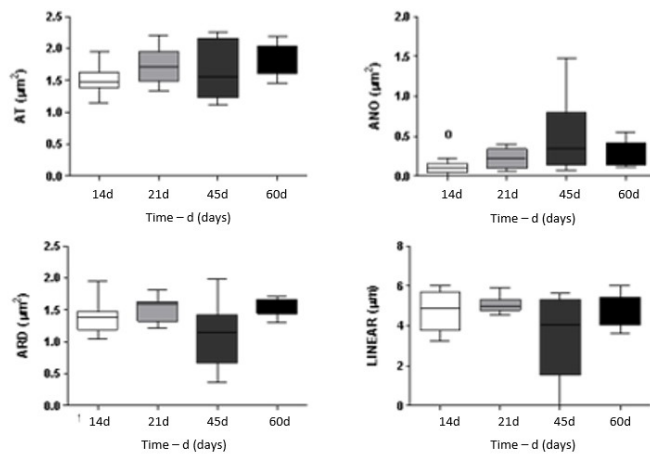 AT (μm²)
2.5
2.0
1.5
1.0
0.5
0.0
14d 21d 45d 60d
Time – d (days)
ANO (μm²)
2.0
1.5
1.0
0.5
0.0
o
14d 21d 45d 60d
Time – d (days)
ARD (μm²)
2.5
2.0
1.5
1.0
0.5
0.0
14d 21d 45d 60d
Time – d (days)
LINEAR (μm)
8
6
4
2
0
14d 21d 45d 60d
Time – d (days)